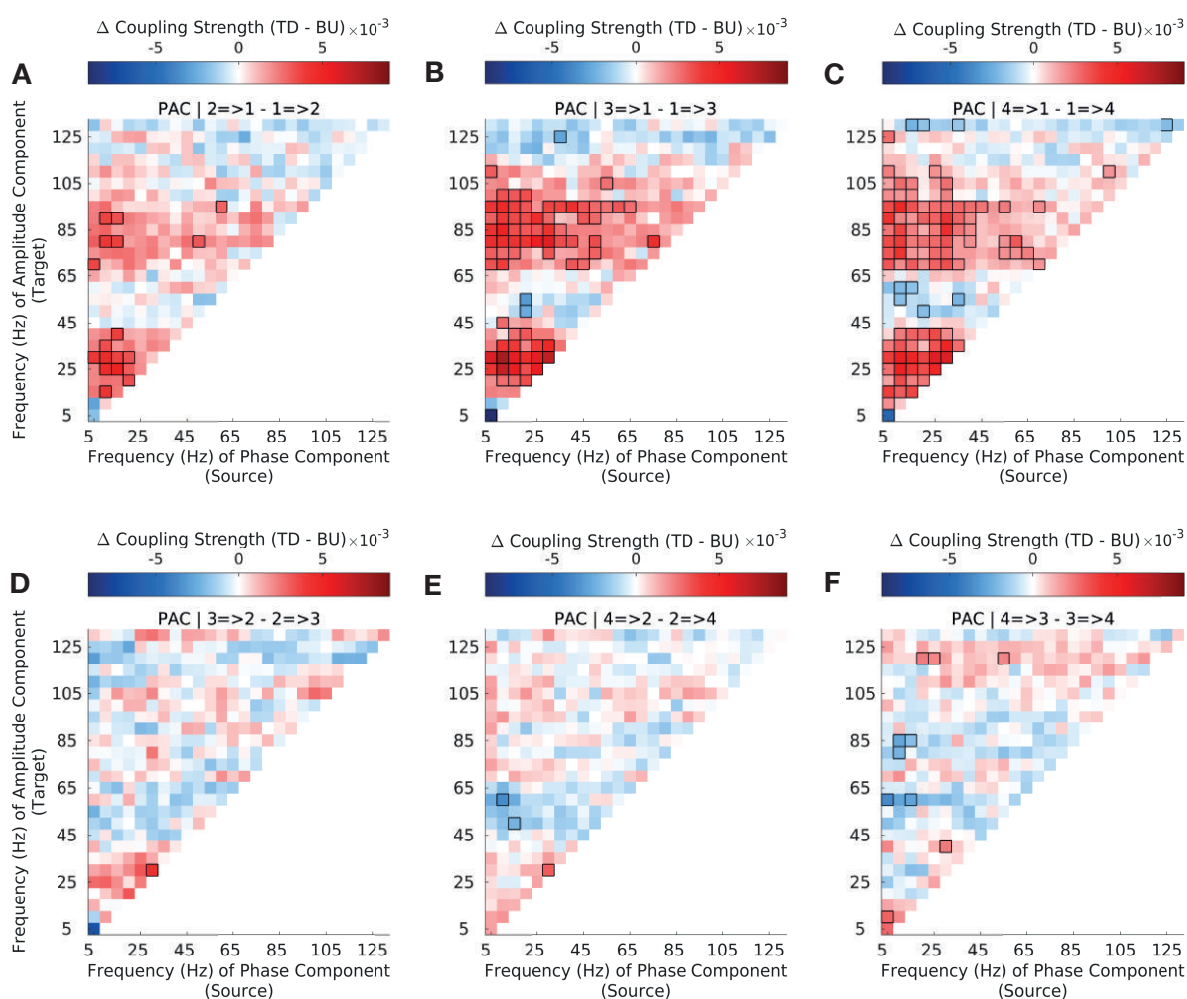 Δ Coupling Strength (TD - BU) ×10⁻³
-5 0 5
A
PAC | 2=>1 - 1=>2
Frequency (Hz) of Amplitude Component
(Target)
125
105
85
65
45
25
5
5 25 45 65 85 105 125
Frequency (Hz) of Phase Component
(Source)
Δ Coupling Strength (TD - BU) ×10⁻³
-5 0 5
B
PAC | 3=>1 - 1=>3
125
105
85
65
45
25
5
5 25 45 65 85 105 125
Frequency (Hz) of Phase Component
(Source)
Δ Coupling Strength (TD - BU) ×10⁻³
-5 0 5
C
PAC | 4=>1 - 1=>4
125
105
85
65
45
25
5
5 25 45 65 85 105 125
Frequency (Hz) of Phase Component
(Source)
Δ Coupling Strength (TD - BU) ×10⁻³
-5 0 5
D
PAC | 3=>2 - 2=>3
Frequency (Hz) of Amplitude Component
(Target)
125
105
85
65
45
25
5
5 25 45 65 85 105 125
Frequency (Hz) of Phase Component
(Source)
Δ Coupling Strength (TD - BU) ×10⁻³
-5 0 5
E
PAC | 4=>2 - 2=>4
125
105
85
65
45
25
5
5 25 45 65 85 105 125
Frequency (Hz) of Phase Component
(Source)
Δ Coupling Strength (TD - BU) ×10⁻³
-5 0 5
F
PAC | 4=>3 - 3=>4
125
105
85
65
45
25
5
5 25 45 65 85 105 125
Frequency (Hz) of Phase Component
(Source)